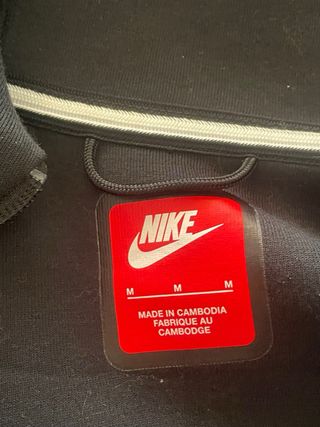 NIKE
M M M
MADE IN CAMBODIA
FABRIQUE AU
CAMBODGE